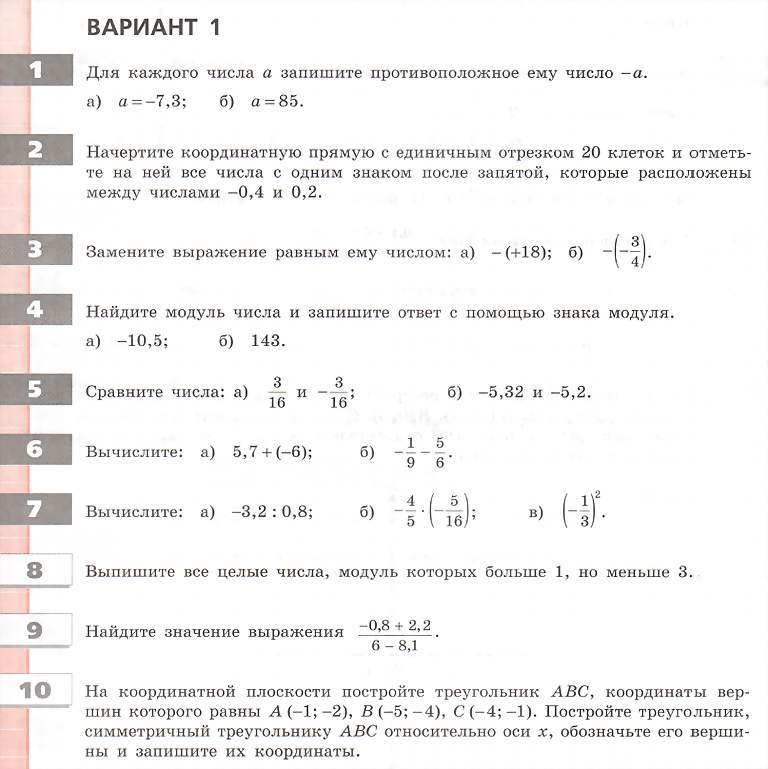 ВАРИАНТ 1
1 Для каждого числа a запишите противоположное ему число −a.
а) a = −7,3; б) a = 85.
2 Начертите координатную прямую с единичным отрезком 20 клеток и отметь-
те на ней все числа с одним знаком после запятой, которые расположены
между числами −0,4 и 0,2.
3 Замените выражение равным ему числом: а) −(+18); б) −(−3/4).
4 Найдите модуль числа и запишите ответ с помощью знака модуля.
а) −10,5; б) 143.
5 Сравните числа: а) 3/16 и −3/16; б) −5,32 и −5,2.
6 Вычислите: а) 5,7 + (−6); б) −1/9 − 5/6.
7 Вычислите: а) −3,2 : 0,8; б) −4/5 · (−5/16); в) (−1/3)².
8 Выпишите все целые числа, модуль которых больше 1, но меньше 3.
9 Найдите значение выражения (−0,8 + 2,2)/(6 − 8,1).
10 На координатной плоскости постройте треугольник ABC, координаты вер-
шин которого равны A (−1; −2), B (−5; −4), C (−4; −1). Постройте треугольник,
симметричный треугольнику ABC относительно оси x, обозначьте его верши-
ны и запишите их координаты.